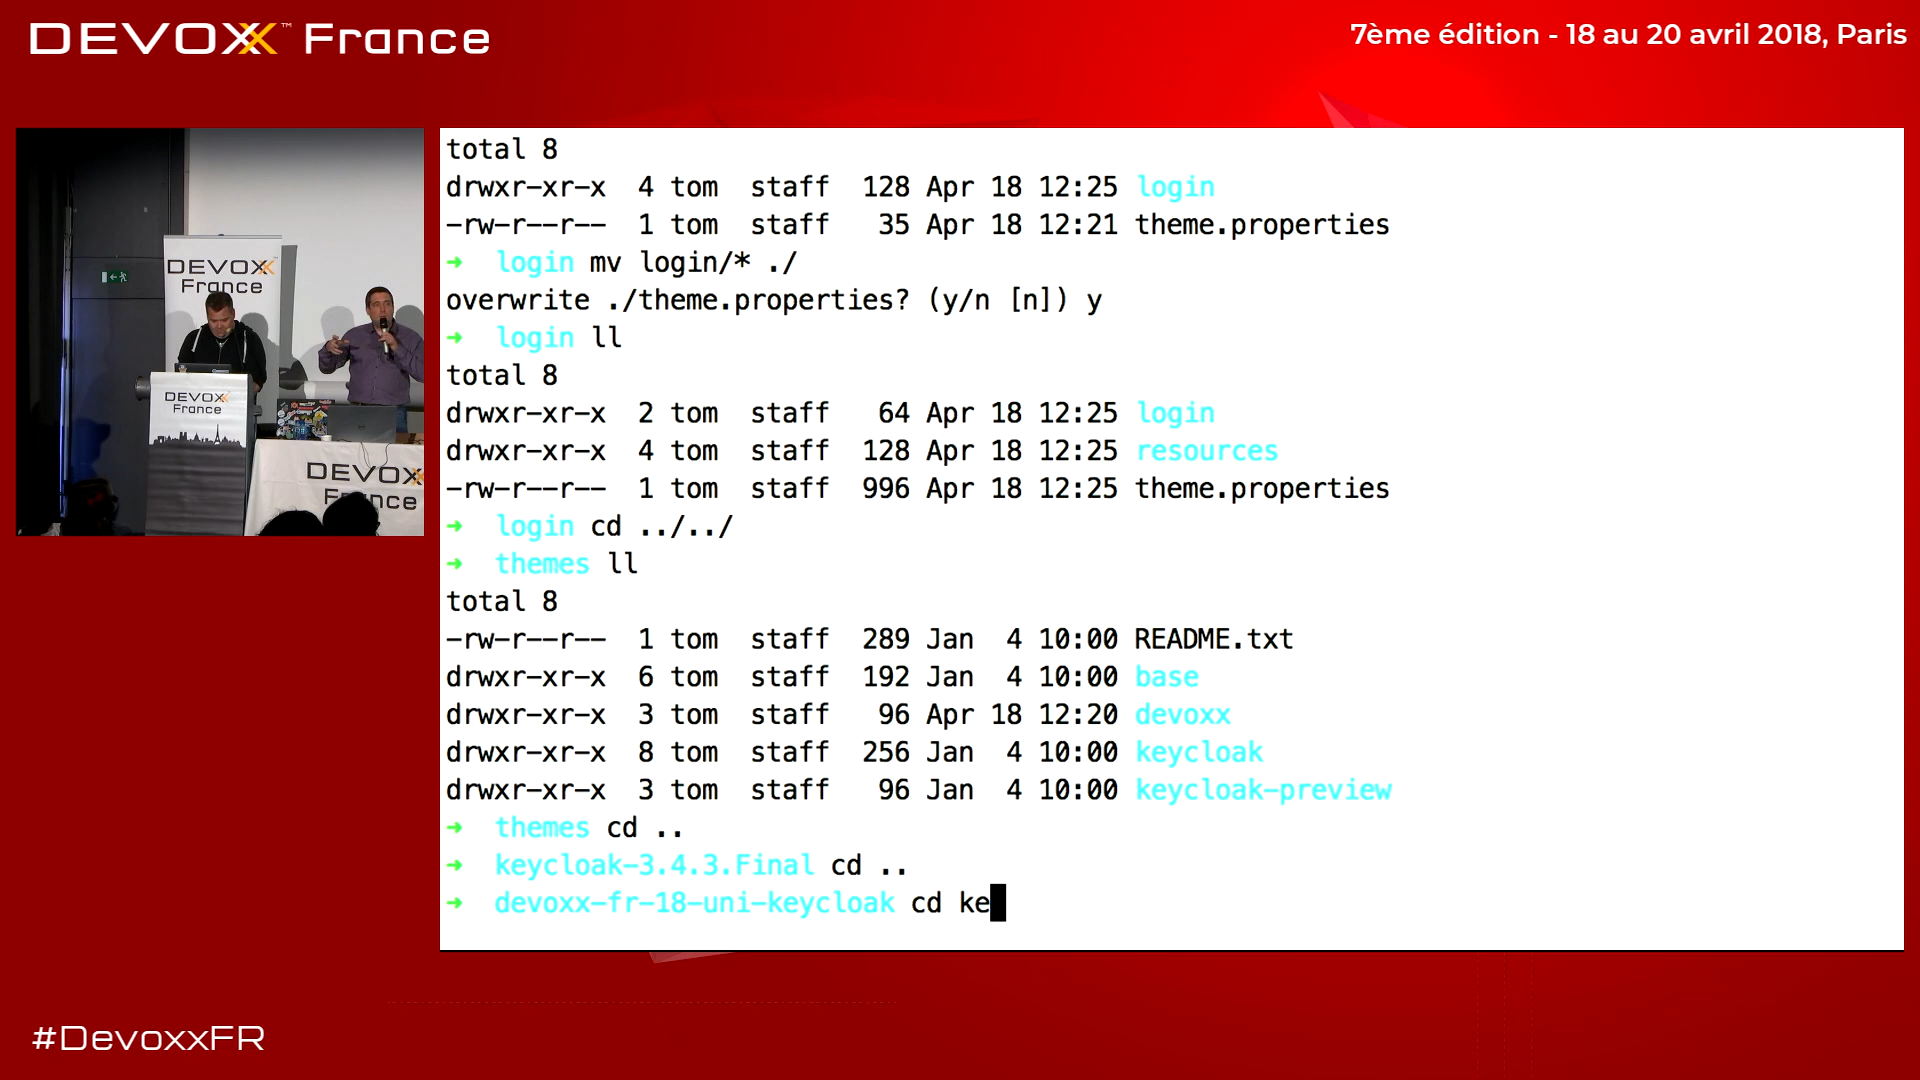 DEVOXX™ France
7ème édition - 18 au 20 avril 2018, Paris
DEVOXX
France
DEVOXX
France
DEVOXX
France
total 8
drwxr-xr-x  4 tom  staff  128 Apr 18 12:25 login
-rw-r--r--  1 tom  staff   35 Apr 18 12:21 theme.properties
➜  login mv login/* ./
overwrite ./theme.properties? (y/n [n]) y
➜  login ll
total 8
drwxr-xr-x  2 tom  staff   64 Apr 18 12:25 login
drwxr-xr-x  4 tom  staff  128 Apr 18 12:25 resources
-rw-r--r--  1 tom  staff  996 Apr 18 12:25 theme.properties
➜  login cd ../../
➜  themes ll
total 8
-rw-r--r--  1 tom  staff  289 Jan  4 10:00 README.txt
drwxr-xr-x  6 tom  staff  192 Jan  4 10:00 base
drwxr-xr-x  3 tom  staff   96 Apr 18 12:20 devoxx
drwxr-xr-x  8 tom  staff  256 Jan  4 10:00 keycloak
drwxr-xr-x  3 tom  staff   96 Jan  4 10:00 keycloak-preview
➜  themes cd ..
➜  keycloak-3.4.3.Final cd ..
➜  devoxx-fr-18-uni-keycloak cd ke
#DevoxxFR